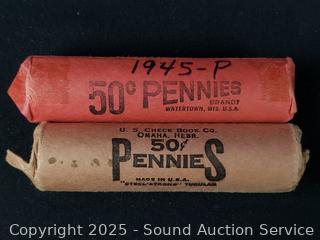 1945-P
50¢ PENNIES
BRANDT
WATERTOWN, WIS. U.S.A.
U. S. CHECK BOOK CO.
OMAHA, NEBR.
50¢
PENNIES
MADE IN U.S.A.
"STEEL-STRONG" TUBULAR
Copyright 2025 - Sound Auction Service